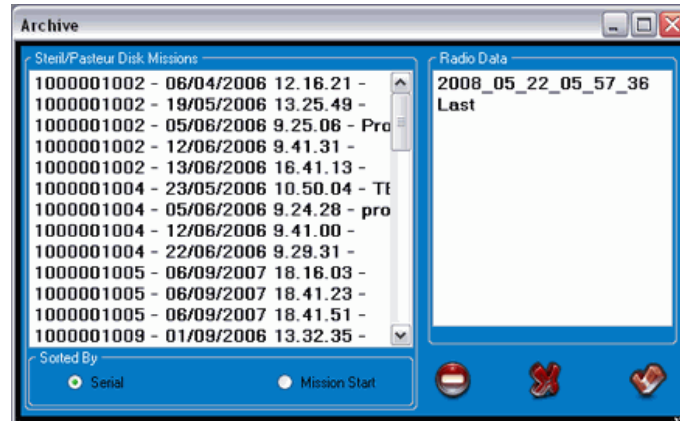 Archive
Steril/Pasteur Disk Missions
1000001002 - 06/04/2006 12.16.21 -
1000001002 - 19/05/2006 13.25.49 -
1000001002 - 05/06/2006 9.25.06 - Pro
1000001002 - 12/06/2006 9.41.31 -
1000001002 - 13/06/2006 16.41.13 -
1000001004 - 23/05/2006 10.50.04 - TE
1000001004 - 05/06/2006 9.24.28 - pro
1000001004 - 12/06/2006 9.41.00 -
1000001004 - 22/06/2006 9.29.31 -
1000001005 - 06/09/2007 18.16.03 -
1000001005 - 06/09/2007 18.41.23 -
1000001005 - 06/09/2007 18.41.51 -
1000001009 - 01/09/2006 13.32.35 -
Sorted By
Serial
Mission Start
Radio Data
2008_05_22_05_57_36
Last